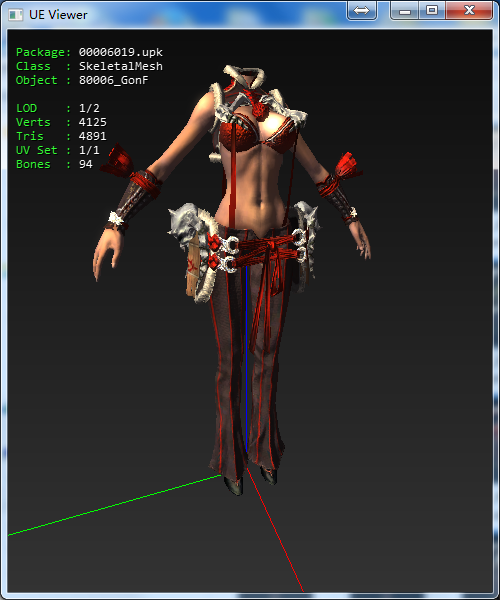 UE Viewer
Package: 00006019.upk
Class  : SkeletalMesh
Object : 80006_GonF
LOD    : 1/2
Verts  : 4125
Tris   : 4891
UV Set : 1/1
Bones  : 94